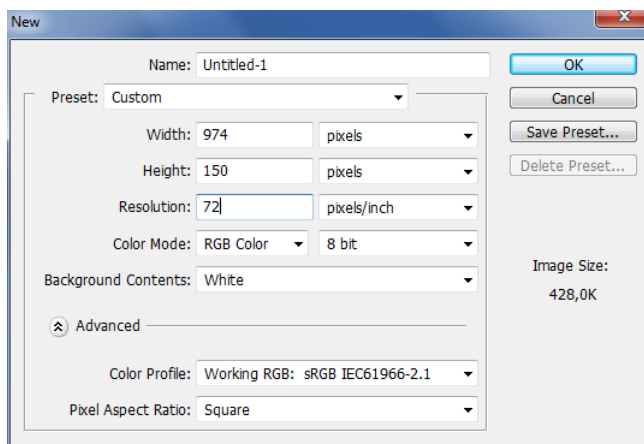 New
Name: Untitled-1
OK
Preset: Custom
Cancel
Width: 974 pixels
Save Preset...
Height: 150 pixels
Delete Preset...
Resolution: 72 pixels/inch
Color Mode: RGB Color 8 bit
Image Size:
Background Contents: White
428,0K
Advanced
Color Profile: Working RGB: sRGB IEC61966-2.1
Pixel Aspect Ratio: Square